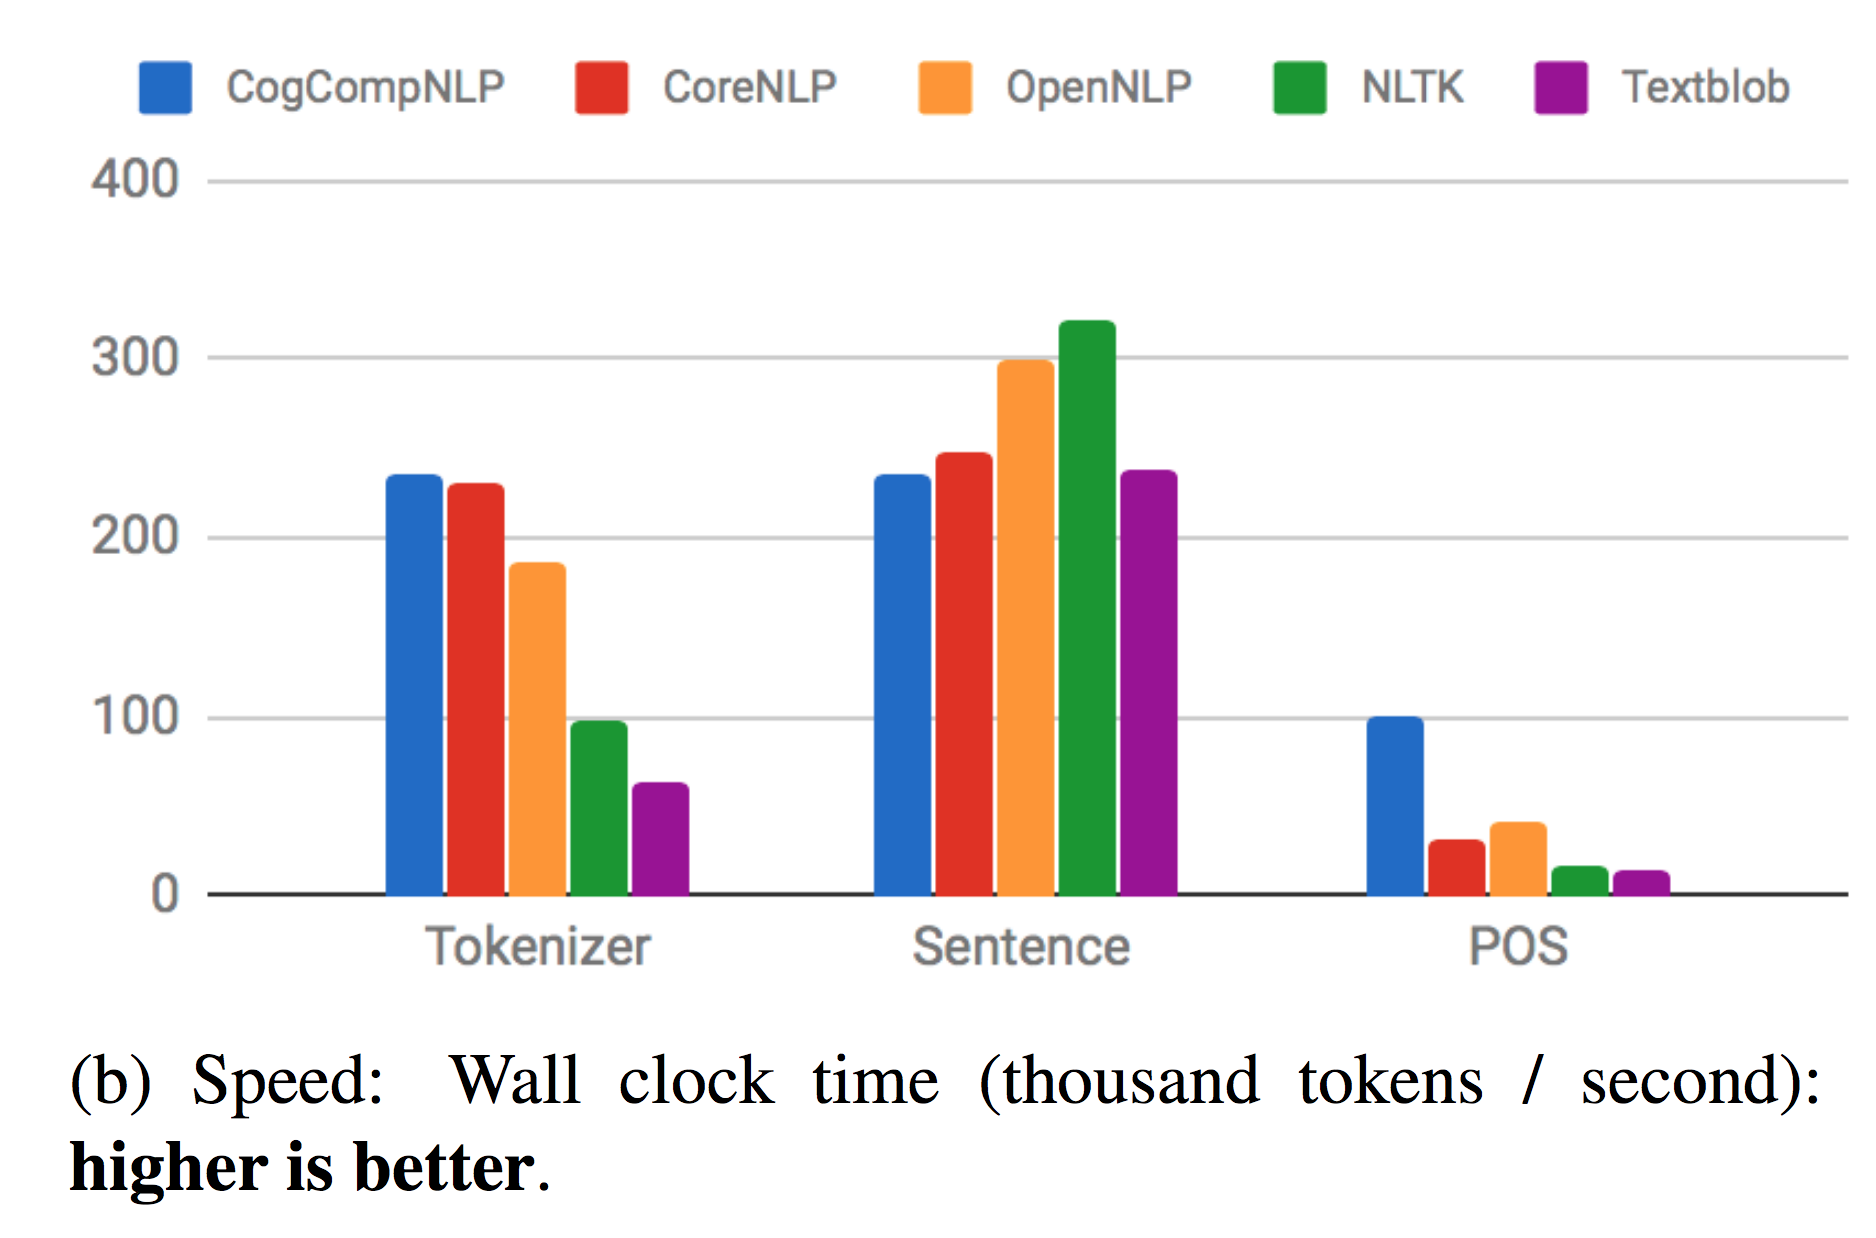 CogCompNLP CoreNLP OpenNLP NLTK Textblob
400
300
200
100
0
Tokenizer Sentence POS
(b) Speed: Wall clock time (thousand tokens / second):
higher is better.